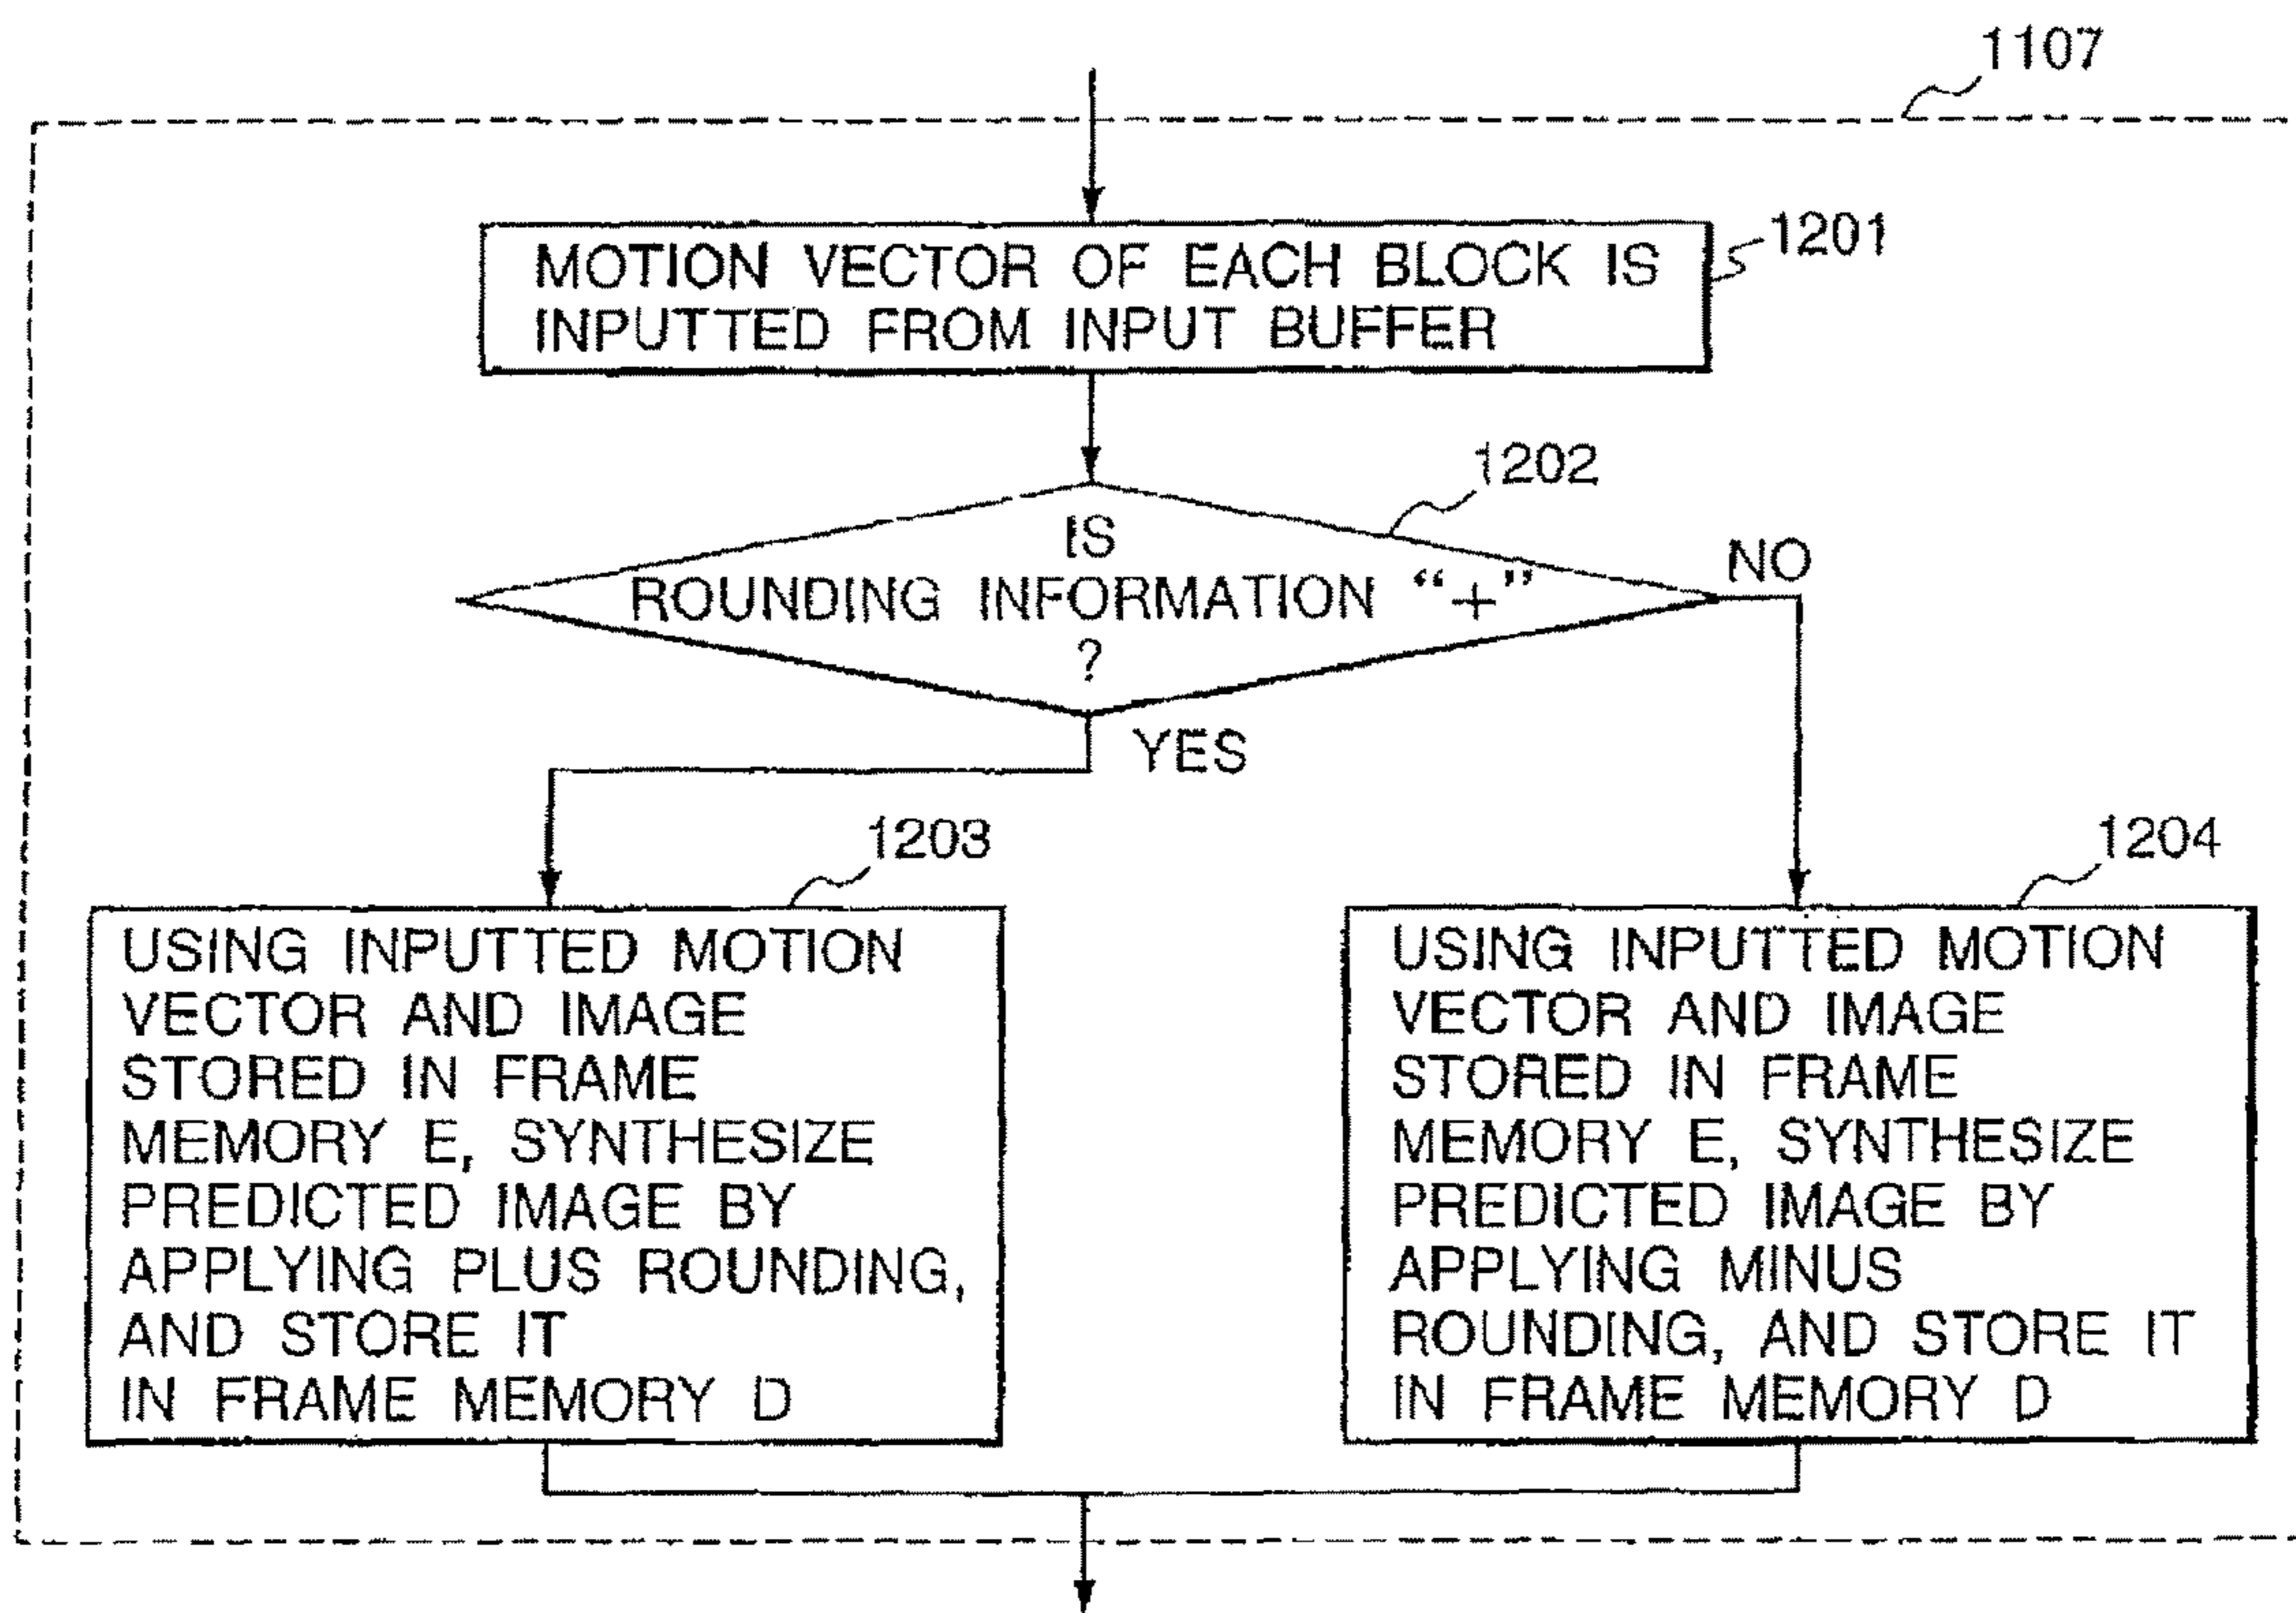 1107
MOTION VECTOR OF EACH BLOCK IS
INPUTTED FROM INPUT BUFFER
1201
1202
IS
ROUNDING INFORMATION “+”
?
NO
YES
1203
USING INPUTTED MOTION
VECTOR AND IMAGE
STORED IN FRAME
MEMORY E, SYNTHESIZE
PREDICTED IMAGE BY
APPLYING PLUS ROUNDING,
AND STORE IT
IN FRAME MEMORY D
1204
USING INPUTTED MOTION
VECTOR AND IMAGE
STORED IN FRAME
MEMORY E, SYNTHESIZE
PREDICTED IMAGE BY
APPLYING MINUS
ROUNDING, AND STORE IT
IN FRAME MEMORY D